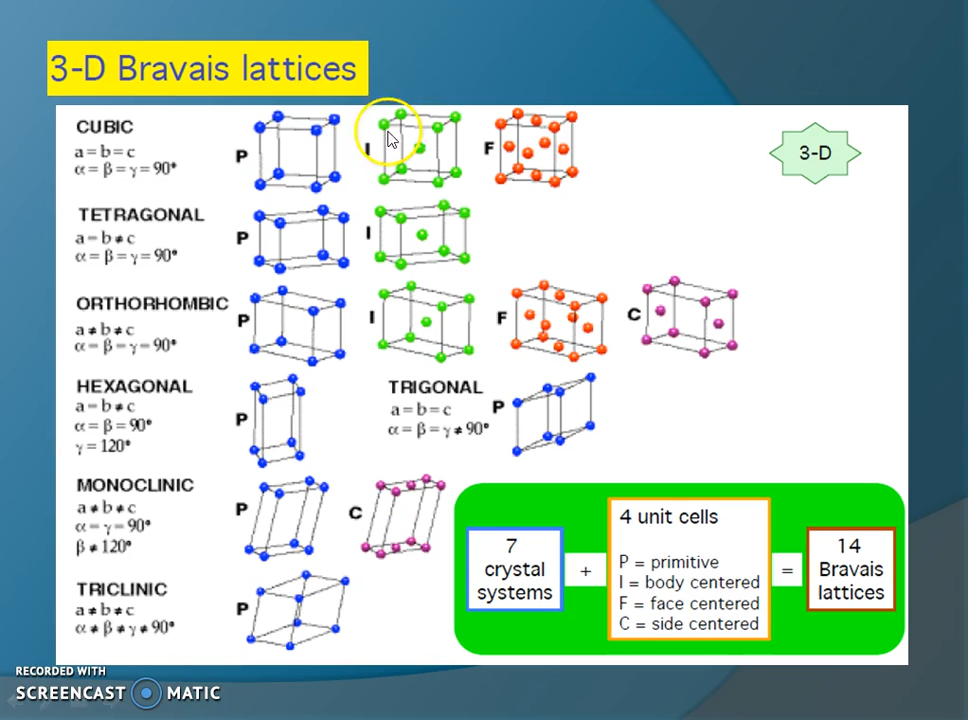 3-D Bravais lattices
CUBIC
a = b = c
α = β = γ = 90°
P
I
F
3-D
TETRAGONAL
a = b ≠ c
α = β = γ = 90°
P
I
ORTHORHOMBIC
a ≠ b ≠ c
α = β = γ = 90°
P
I
F
C
HEXAGONAL
a = b ≠ c
α = β = 90°
γ = 120°
P
TRIGONAL
a = b = c
α = β = γ ≠ 90°
P
MONOCLINIC
a ≠ b ≠ c
α = γ = 90°
β ≠ 120°
P
C
TRICLINIC
a ≠ b ≠ c
α ≠ β ≠ γ ≠ 90°
P
7
crystal
systems
+
4 unit cells
P = primitive
I = body centered
F = face centered
C = side centered
=
14
Bravais
lattices
RECORDED WITH
SCREENCAST MATIC